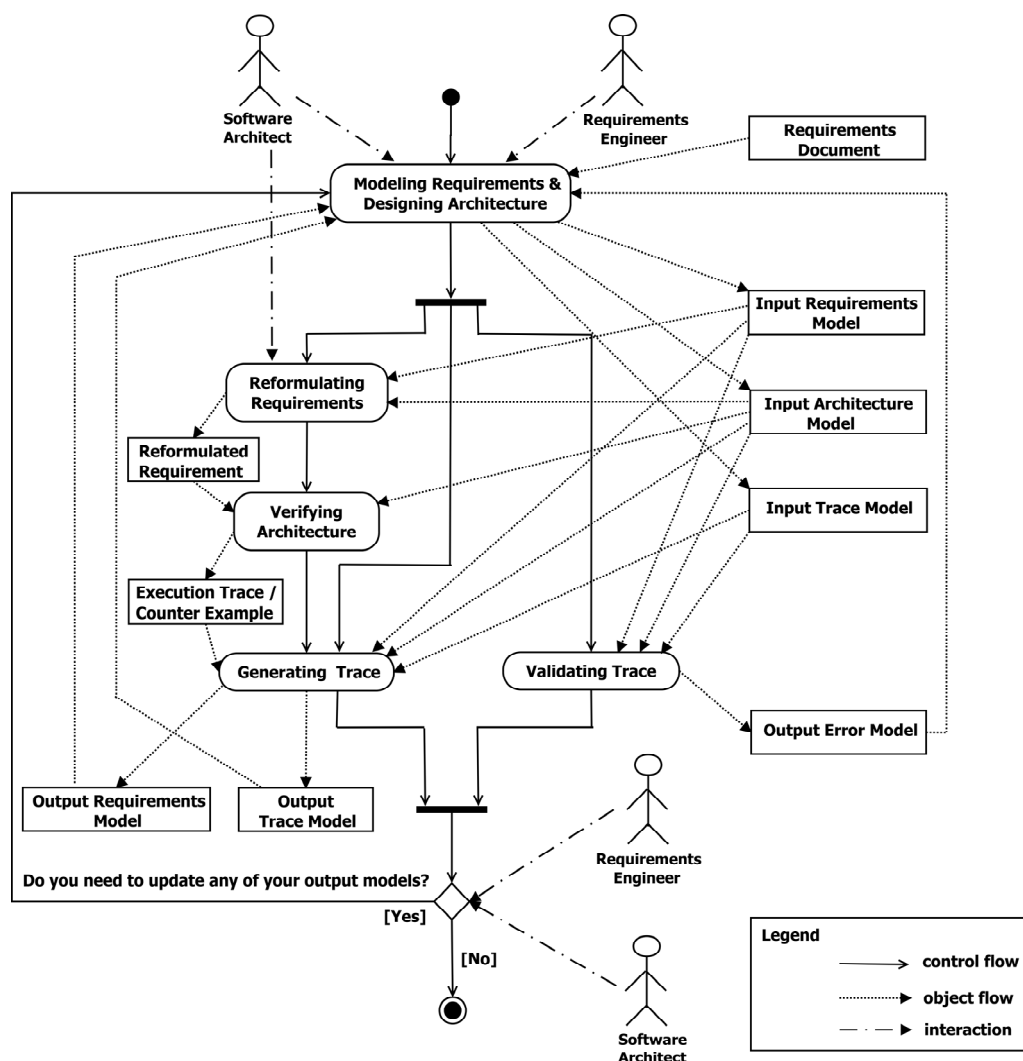 Software
Architect
Requirements
Engineer
Requirements
Document
Modeling Requirements &
Designing Architecture
Input Requirements
Model
Reformulating
Requirements
Input Architecture
Model
Reformulated
Requirement
Verifying
Architecture
Input Trace Model
Execution Trace /
Counter Example
Generating Trace
Validating Trace
Output Error Model
Output Requirements
Model
Output
Trace Model
Requirements
Engineer
Do you need to update any of your output models?
[Yes]
[No]
Software
Architect
Legend
control flow
object flow
interaction